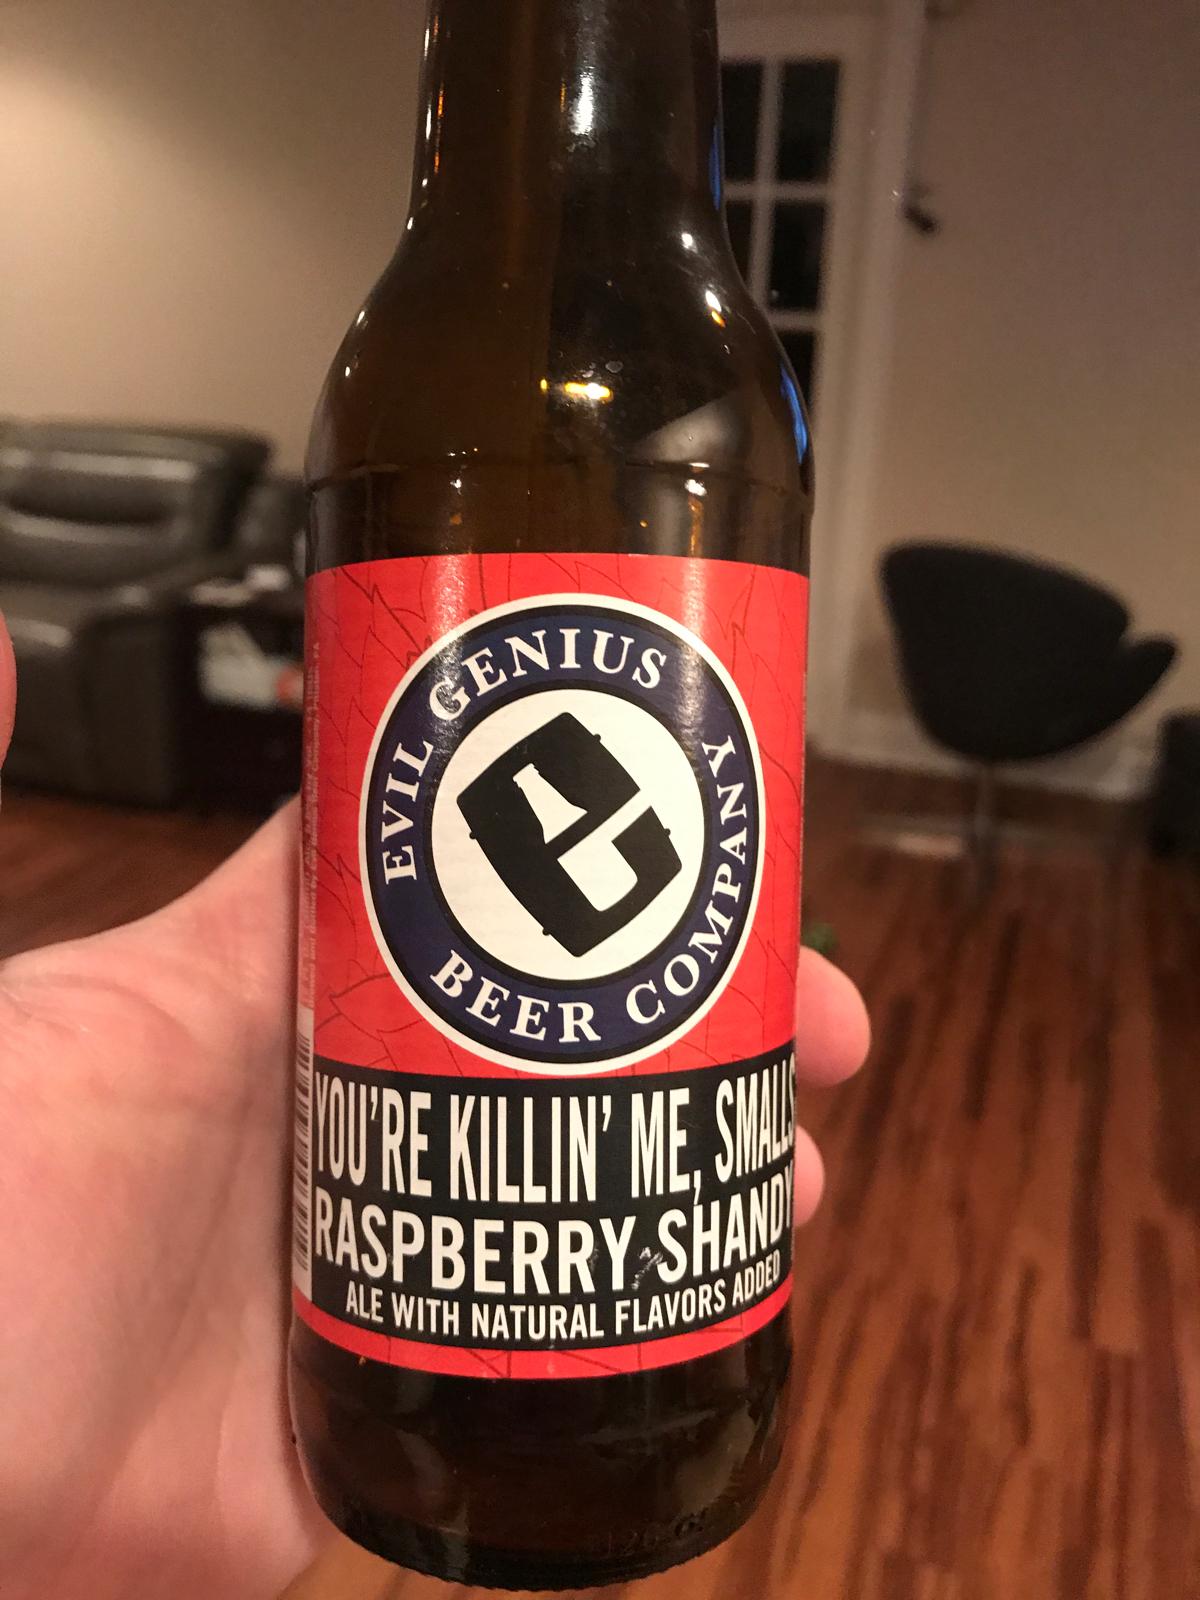 EVIL GENIUS
BEER COMPANY
YOU'RE KILLIN' ME, SMALLS
RASPBERRY SHANDY
ALE WITH NATURAL FLAVORS ADDED